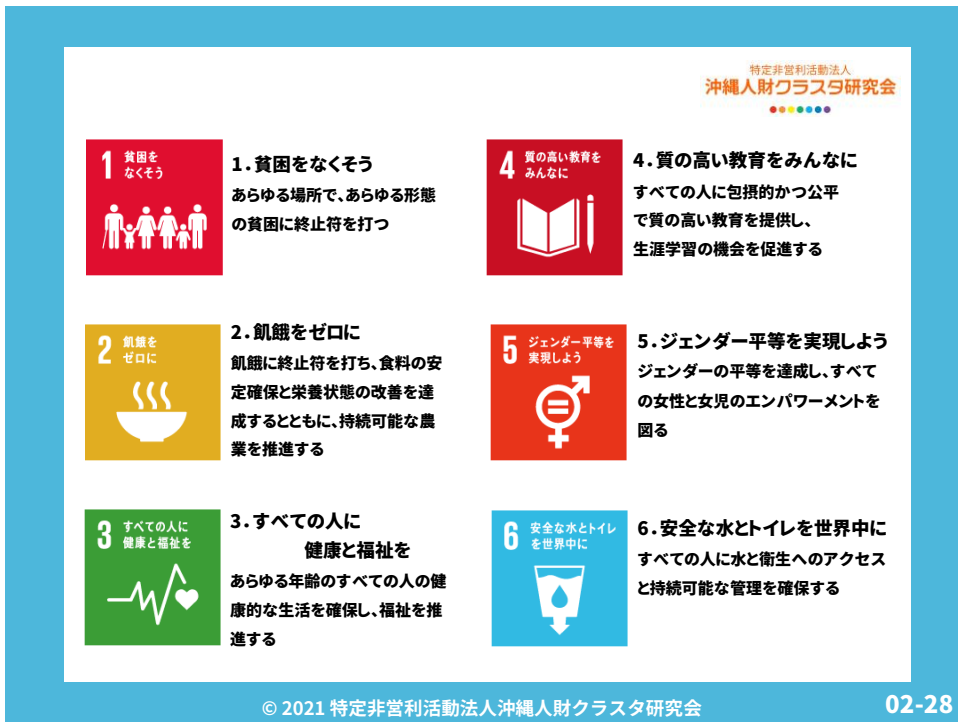 特定非営利活動法人
沖縄人財クラスタ研究会
1 貧困を
なくそう
1.貧困をなくそう
あらゆる場所で、あらゆる形態
の貧困に終止符を打つ
2 飢餓を
ゼロに
2.飢餓をゼロに
飢餓に終止符を打ち、食料の安
定確保と栄養状態の改善を達
成するとともに、持続可能な農
業を推進する
3 すべての人に
健康と福祉を
3.すべての人に
健康と福祉を
あらゆる年齢のすべての人の健
康的な生活を確保し、福祉を推
進する
4 質の高い教育を
みんなに
4.質の高い教育をみんなに
すべての人に包摂的かつ公平
で質の高い教育を提供し、
生涯学習の機会を促進する
5 ジェンダー平等を
実現しよう
5.ジェンダー平等を実現しよう
ジェンダーの平等を達成し、すべて
の女性と女児のエンパワーメントを
図る
6 安全な水とトイレ
を世界中に
6.安全な水とトイレを世界中に
すべての人に水と衛生へのアクセス
と持続可能な管理を確保する
© 2021 特定非営利活動法人沖縄人財クラスタ研究会
02-28